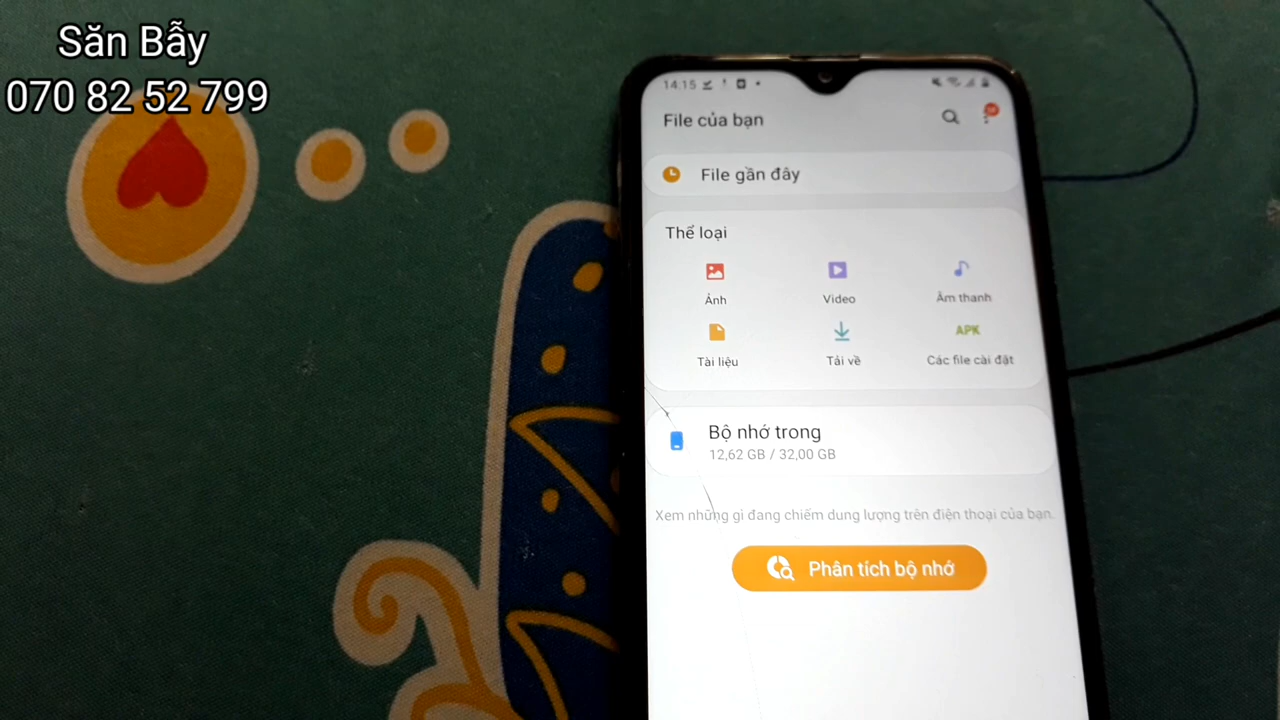 Săn Bẫy
070 82 52 799
14:15
File của bạn
File gần đây
Thể loại
Ảnh
Video
Âm thanh
Tài liệu
Tải về
APK
Các file cài đặt
Bộ nhớ trong
12,62 GB / 32,00 GB
Xem những gì đang chiếm dung lượng trên điện thoại của bạn.
Phân tích bộ nhớ